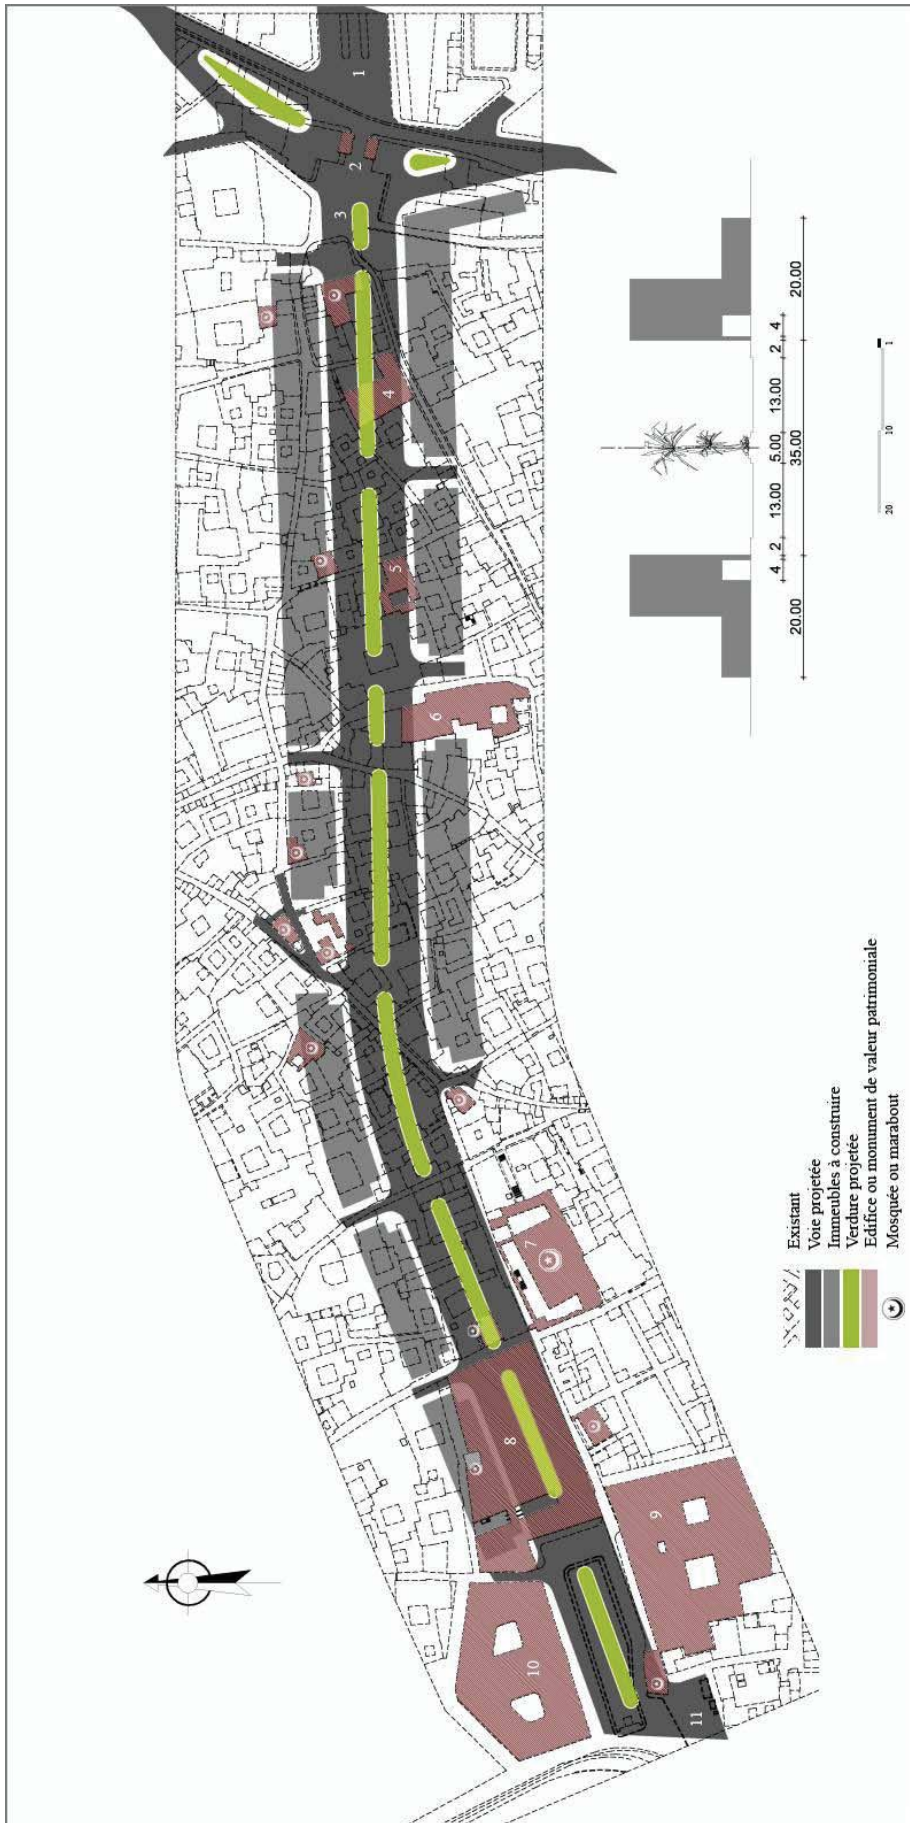 1
2
3
4
5
6
7
8
9
10
11
Existant
Voie projetée
Immeubles à construire
Verdure projetée
Edifice ou monument de valeur patrimoniale
Mosquée ou marabout
4 2 13.00 5.00 13.00 2 4
20.00 35.00 20.00
20 10 1